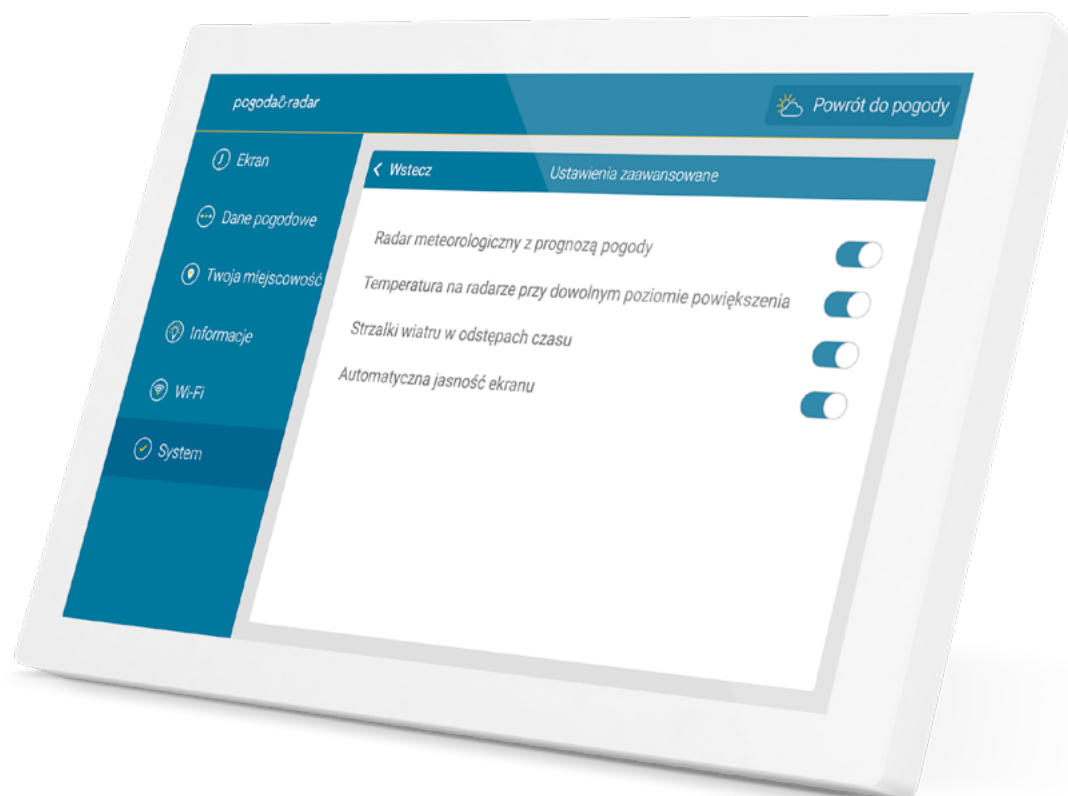 pogoda&radar
Powrót do pogody
Ekran
Dane pogodowe
Twoja miejscowość
Informacje
Wi-Fi
System
Wstecz
Ustawienia zaawansowane
Radar meteorologiczny z prognozą pogody
Temperatura na radarze przy dowolnym poziomie powiększenia
Strzalki wiatru w odstępach czasu
Automatyczna jasność ekranu